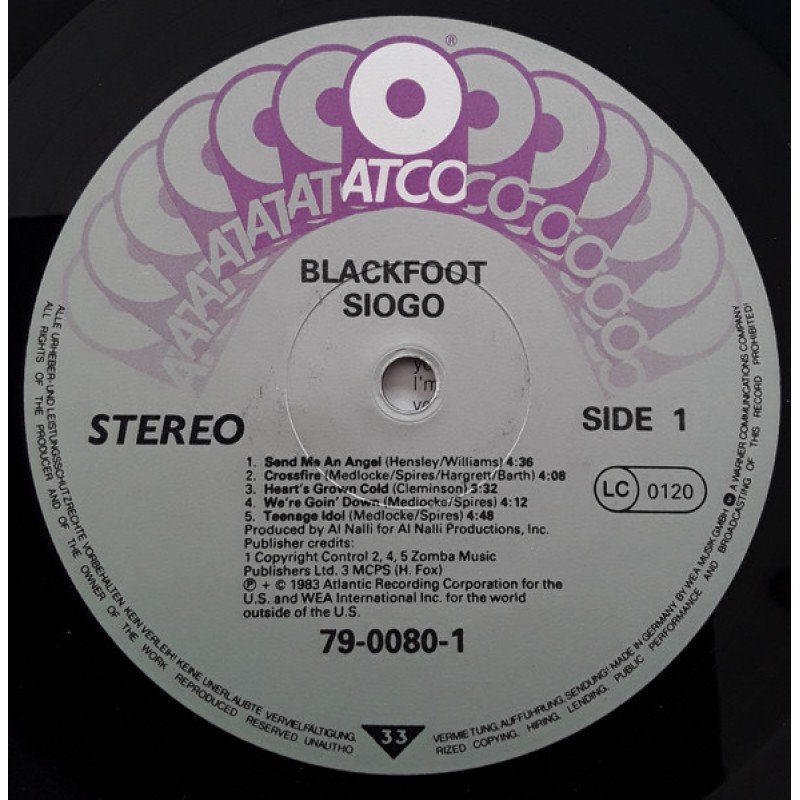 ®
ATATATATATATCOCOCOCOCOCO
BLACKFOOT
SIOGO
STEREO
SIDE 1
LC 0120
1. Send Me An Angel (Hensley/Williams) 4:36
2. Crossfire (Medlocke/Spires/Hargrett/Barth) 4:08
3. Heart's Grown Cold (Cleminson) 3:32
4. We're Goin' Down (Medlocke/Spires) 4:12
5. Teenage Idol (Medlocke/Spires) 4:48
Produced by Al Nalli for Al Nalli Productions, Inc.
Publisher credits:
1 Copyright Control 2, 4, 5 Zomba Music
Publishers Ltd. 3 MCPS (H. Fox)
℗ + © 1983 Atlantic Recording Corporation for the
U.S. and WEA International Inc. for the world
outside of the U.S.
79-0080-1
33
ALLE URHEBER- UND LEISTUNGSSCHUTZRECHTE VORBEHALTEN KEIN VERLEIH! KEINE UNERLAUBTE VERVIELFÄLTIGUNG,
VERMIETUNG, AUFFÜHRUNG, SENDUNG! MADE IN GERMANY BY WEA MUSIK GMBH A WARNER COMMUNICATIONS COMPANY
ALL RIGHTS OF THE PRODUCER AND OF THE OWNER OF THE WORK REPRODUCED RESERVED UNAUTHO
RIZED COPYING, HIRING, LENDING, PUBLIC PERFORMANCE AND BROADCASTING OF THIS RECORD PROHIBITED!